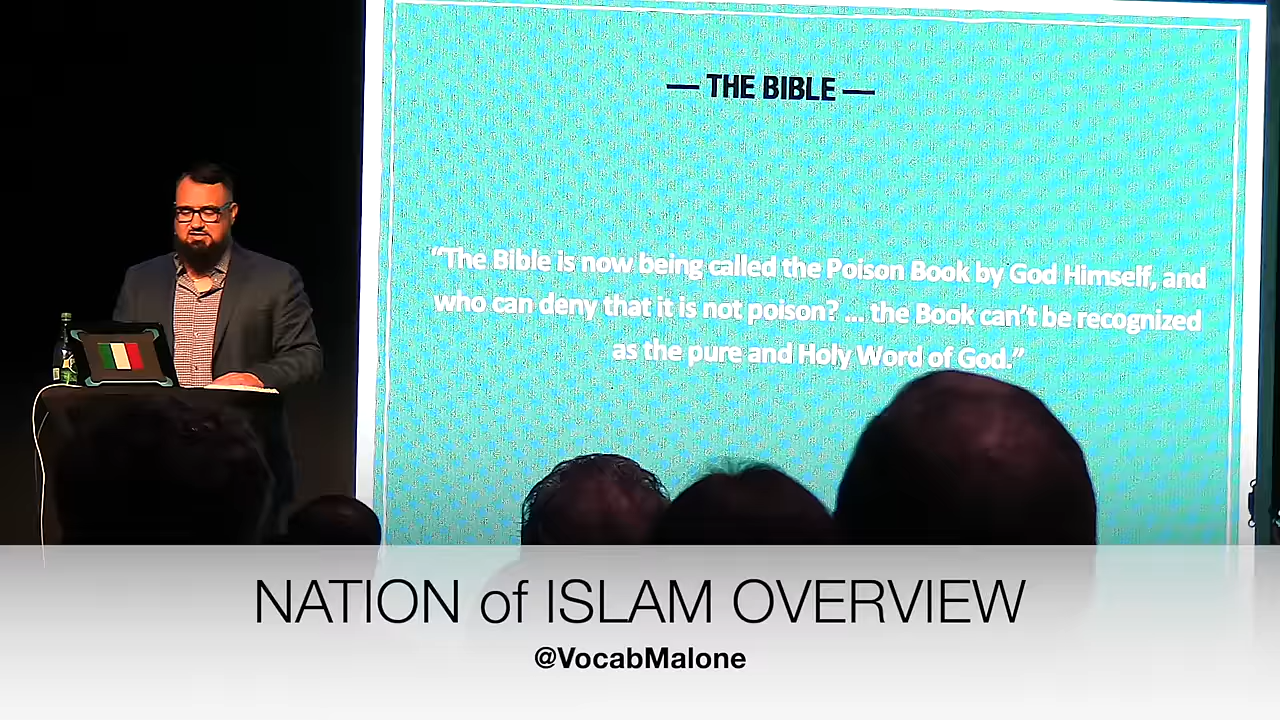 — THE BIBLE —
“The Bible is now being called the Poison Book by God Himself, and
who can deny that it is not poison? ... the Book can’t be recognized
as the pure and Holy Word of God.”
NATION of ISLAM OVERVIEW
@VocabMalone